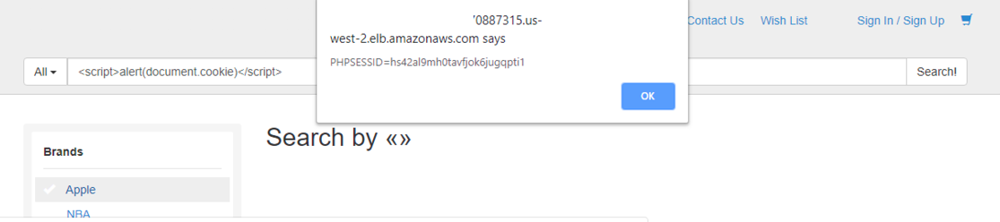 '0887315.us-
west-2.elb.amazonaws.com says
PHPSESSID=hs42al9mh0tavfjok6jugqpti1
OK
Contact Us Wish List Sign In / Sign Up
All <script>alert(document.cookie)</script> Search!
Search by «»
Brands
Apple
NBA